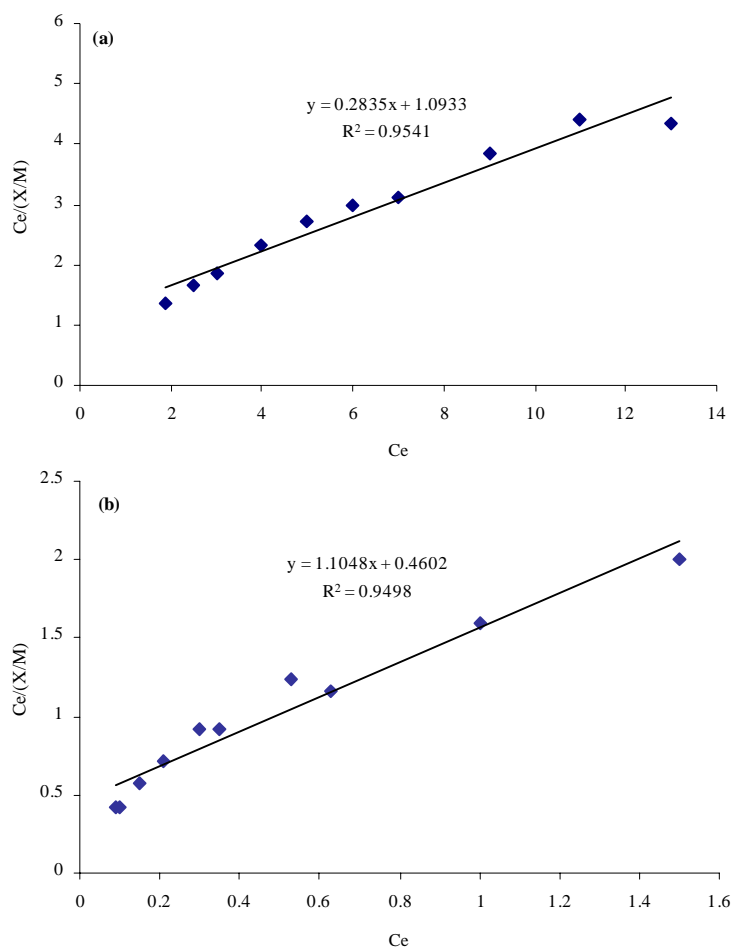 (a)
6
5
4
3
2
1
0
Ce/(X/M)
y = 0.2835x + 1.0933
R² = 0.9541
0 2 4 6 8 10 12 14
Ce
(b)
2.5
2
1.5
1
0.5
0
Ce/(X/M)
y = 1.1048x + 0.4602
R² = 0.9498
0 0.2 0.4 0.6 0.8 1 1.2 1.4 1.6
Ce